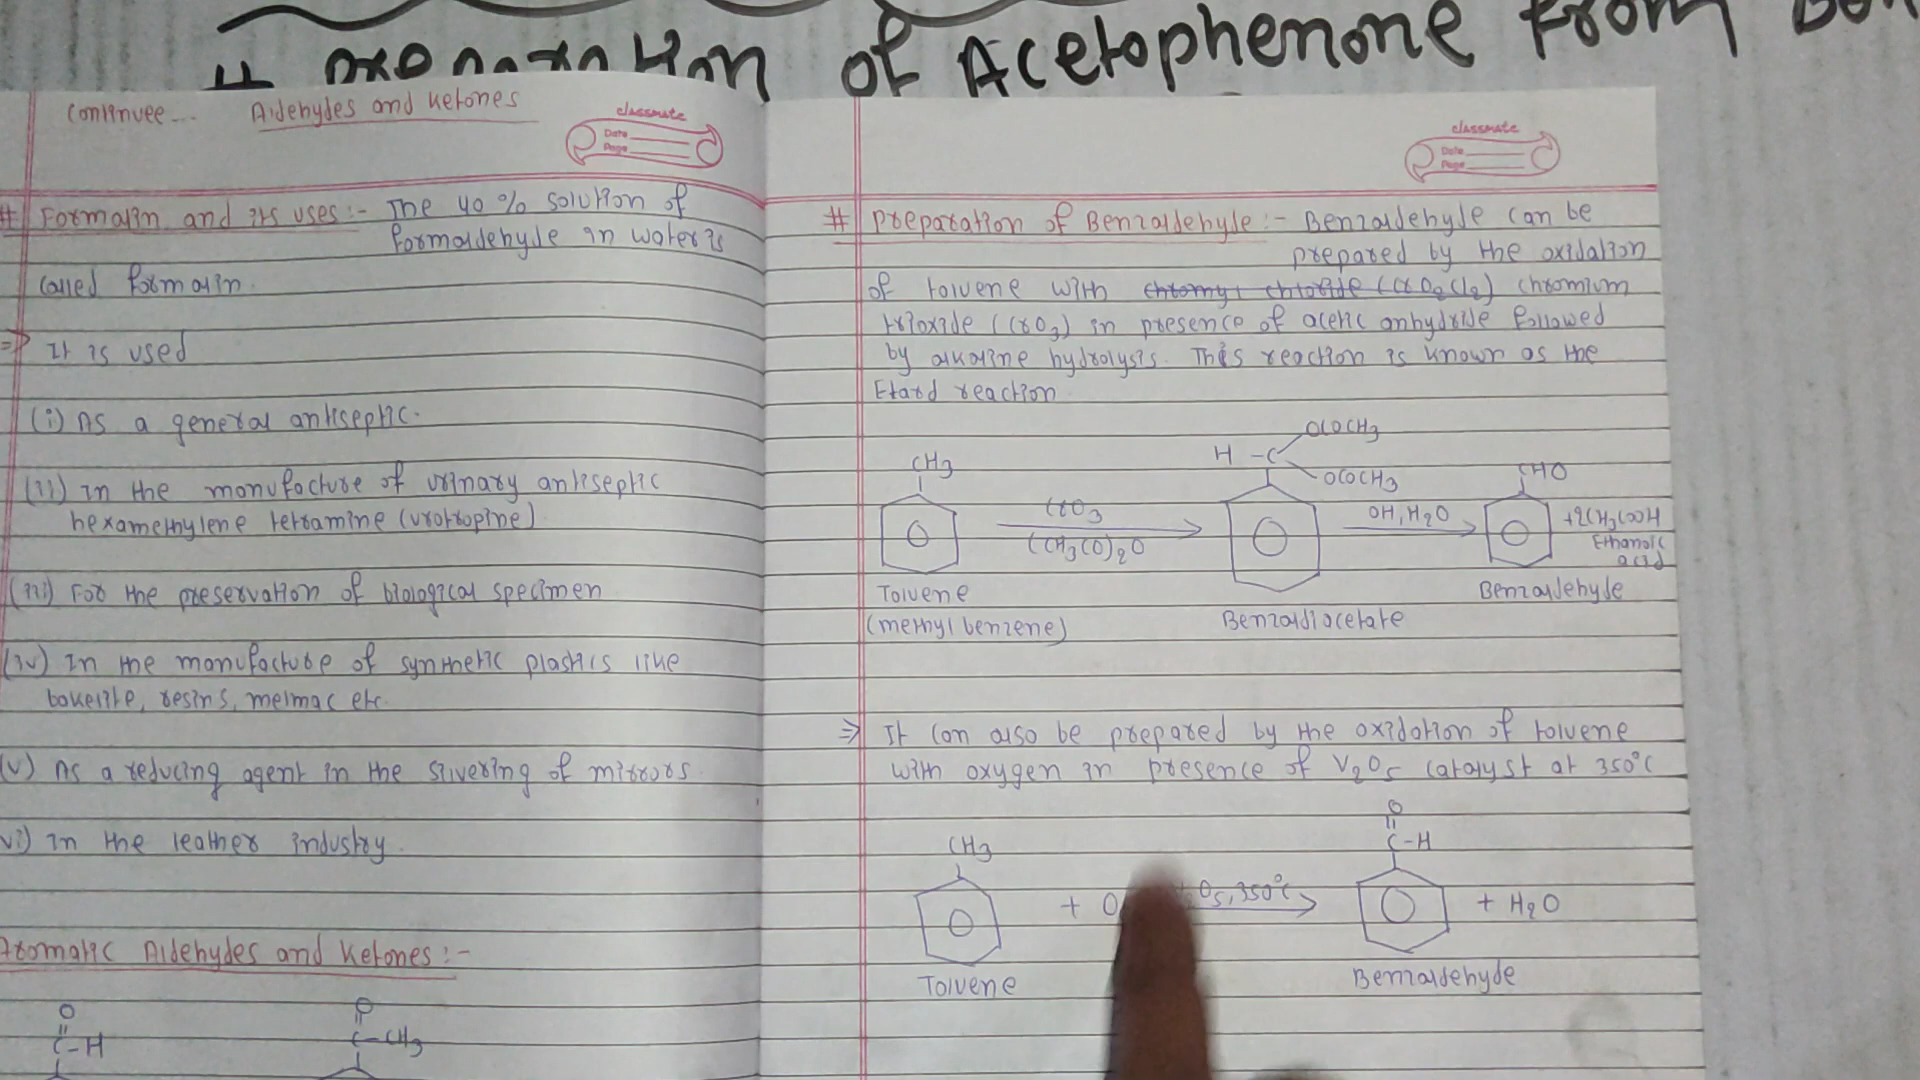 of Acetophenone From
Continuee... Aldehydes and Ketones
classmate
Date
Page
# Formalin and its uses :- The 40 % solution of
formaldehyde in water is
called formalin.
=> It is used
(i) As a general antiseptic.
(ii) In the manufacture of urinary antiseptic
hexamethylene tetramine (urotropine)
(iii) For the preservation of biological specimen
(iv) In the manufacture of synthetic plastics like
bakelite, resins, melmac etc.
(v) As a reducing agent in the silvering of mirrors.
vi) In the leather industry.
Aromatic Aldehydes and Ketones :-
O
C-H
O
C-CH3
classmate
Date
Page
# Preparation of Benzaldehyde :- Benzaldehyde can be
prepared by the oxidation
of toluene with chromyl chloride (CrO2Cl2) chromium
trioxide (CrO3) in presence of acetic anhydride followed
by alkaline hydrolysis. This reaction is known as the
Etard reaction
OCOCH3
H -C
OCOCH3
CH3
CHO
CrO3
(CH3CO)2O
OH, H2O
+2CH3COOH
Ethanoic
acid
Toluene
(methyl benzene)
Benzaldiacetate
Benzaldehyde
=> It can also be prepared by the oxidation of toluene
with oxygen in presence of V2O5 catalyst at 350°C
O
C-H
CH3
+ O
O5, 350°C
+ H2O
Toluene
Benzaldehyde